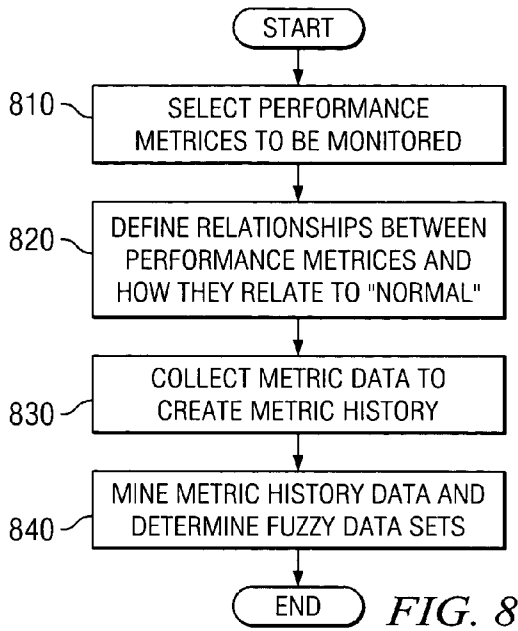 START
810
SELECT PERFORMANCE
METRICES TO BE MONITORED
820
DEFINE RELATIONSHIPS BETWEEN
PERFORMANCE METRICES AND
HOW THEY RELATE TO "NORMAL"
830
COLLECT METRIC DATA TO
CREATE METRIC HISTORY
840
MINE METRIC HISTORY DATA AND
DETERMINE FUZZY DATA SETS
END
FIG. 8